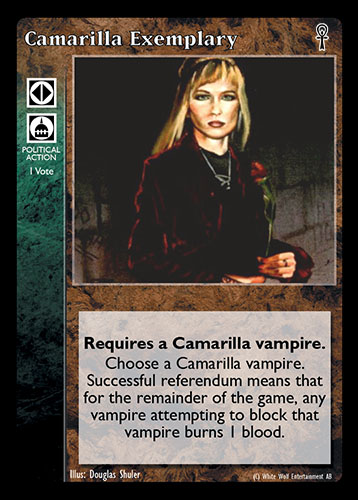 Camarilla Exemplary
POLITICAL
ACTION
1 Vote
Requires a Camarilla vampire.
Choose a Camarilla vampire.
Successful referendum means that
for the remainder of the game, any
vampire attempting to block that
vampire burns 1 blood.
Illus: Douglas Shuler
(C) White Wolf Entertainment AB